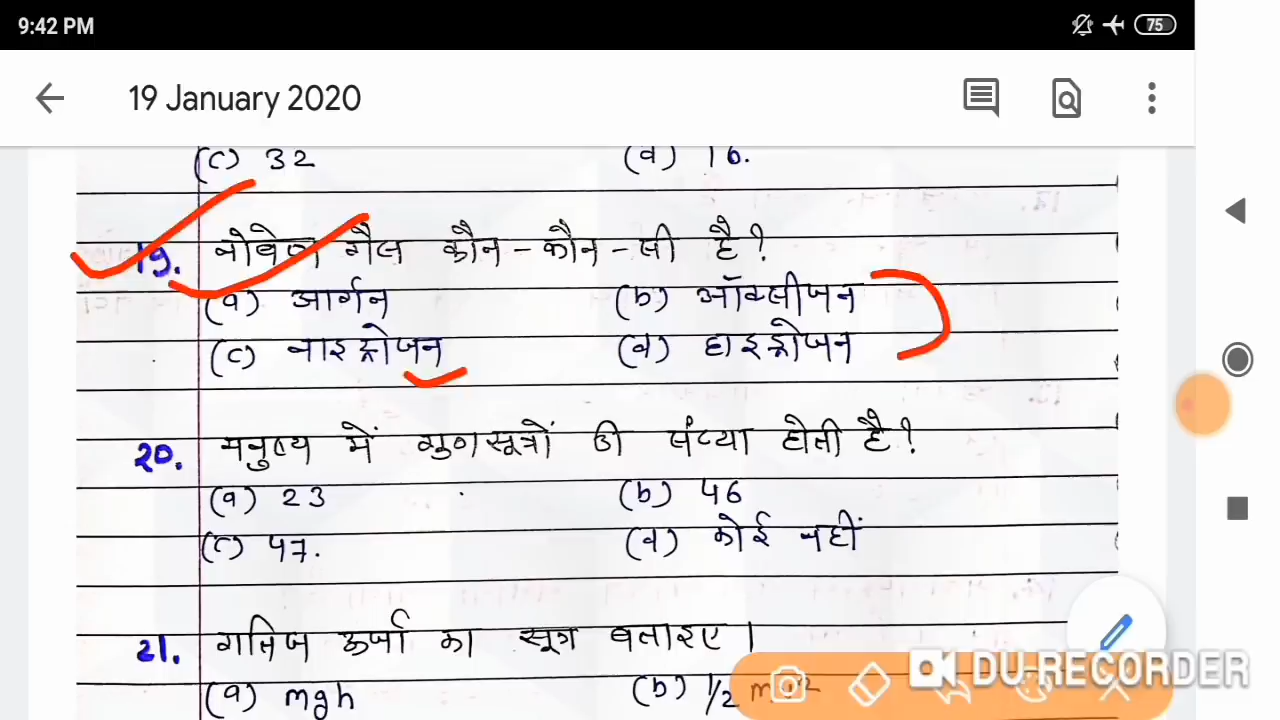 9:42 PM
75
19 January 2020
(c) 32 (d) 16.
19. नोबेल गैस कौन-कौन-सी है?
(a) आर्गन (b) ऑक्सीजन
(c) नाइट्रोजन (d) हाइड्रोजन
20. मनुष्य में गुणसूत्रों की संख्या होती है?
(a) 23 (b) 46
(c) 47. (d) कोई नहीं
21. गतिज ऊर्जा का सूत्र बताइए।
(a) mgh (b) 1/2
DU RECORDER